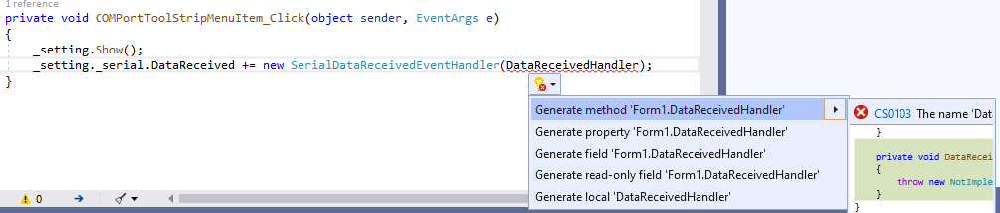 1 reference
private void COMPortToolStripMenuItem_Click(object sender, EventArgs e)
{
_setting.Show();
_setting._serial.DataReceived += new SerialDataReceivedEventHandler(DataReceivedHandler);
}
Generate method 'Form1.DataReceivedHandler'
Generate property 'Form1.DataReceivedHandler'
Generate field 'Form1.DataReceivedHandler'
Generate read-only field 'Form1.DataReceivedHandler'
Generate local 'DataReceivedHandler'
CS0103 The name 'Dat
}
private void DataRecei
{
throw new NotImple
}
}
0